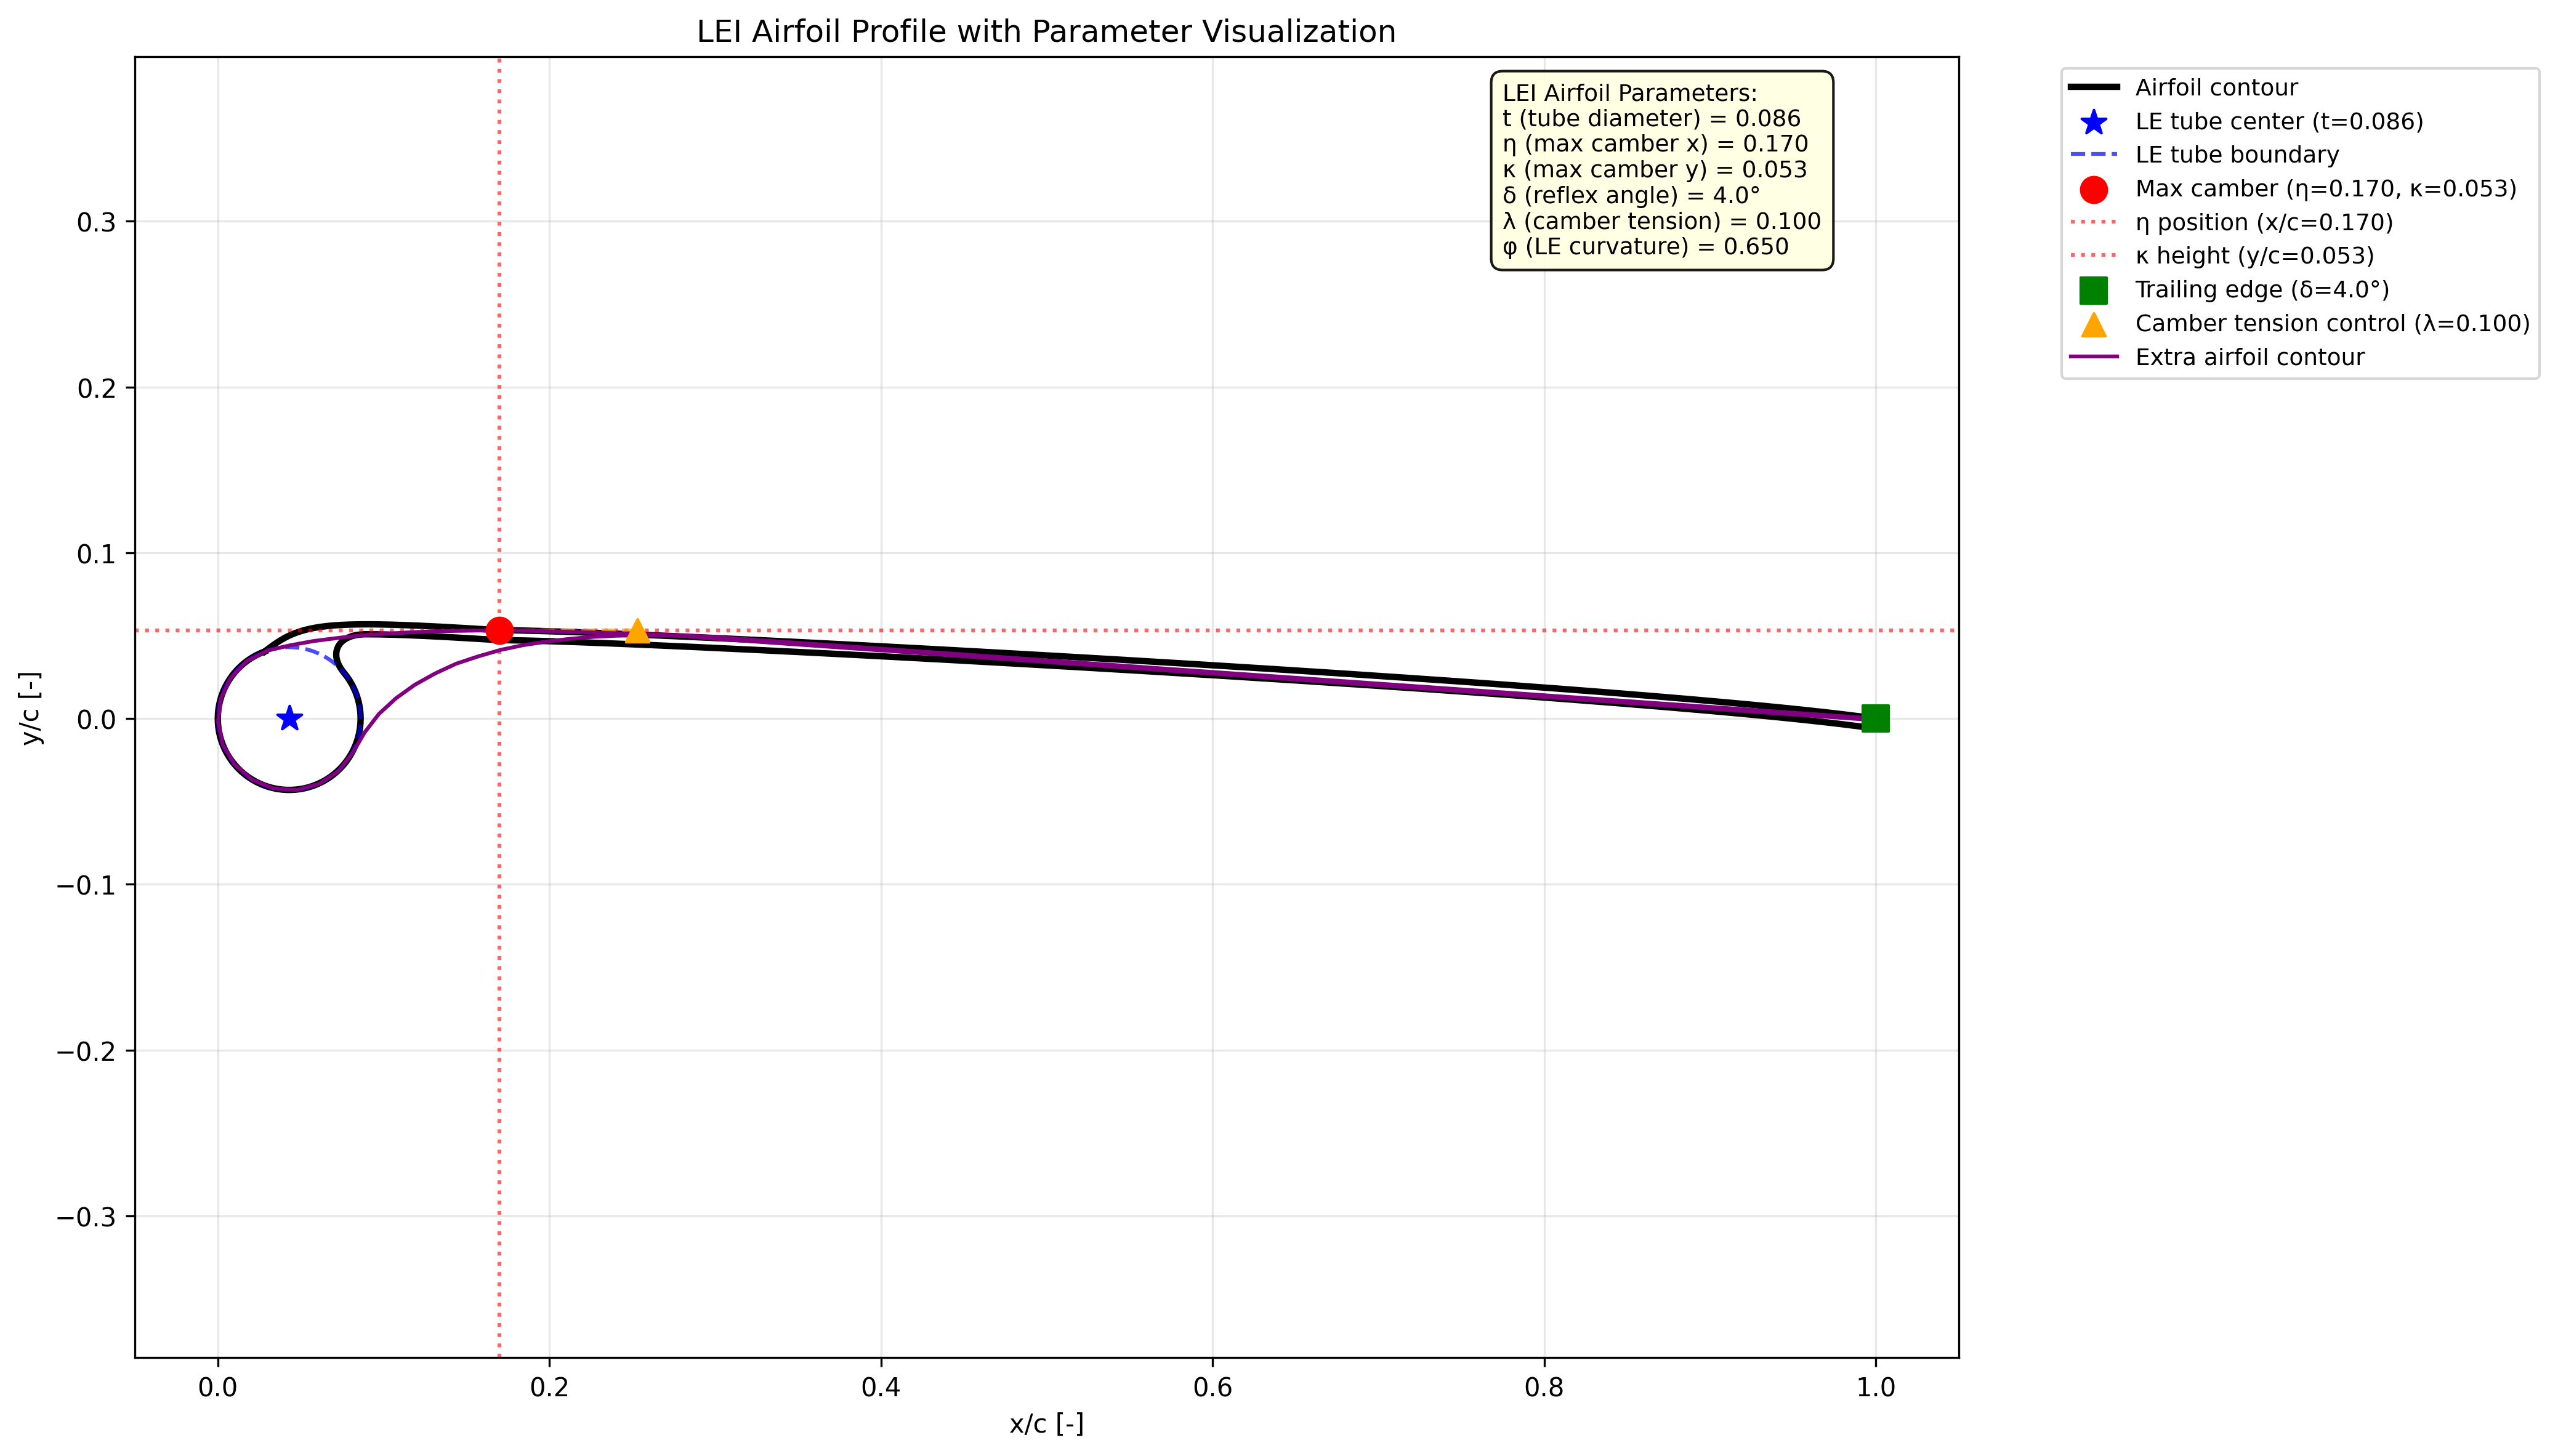 LEI Airfoil Profile with Parameter Visualization
LEI Airfoil Parameters:
t (tube diameter) = 0.086
η (max camber x) = 0.170
κ (max camber y) = 0.053
δ (reflex angle) = 4.0°
λ (camber tension) = 0.100
φ (LE curvature) = 0.650
Airfoil contour
LE tube center (t=0.086)
LE tube boundary
Max camber (η=0.170, κ=0.053)
η position (x/c=0.170)
κ height (y/c=0.053)
Trailing edge (δ=4.0°)
Camber tension control (λ=0.100)
Extra airfoil contour
y/c [-]
0.3
0.2
0.1
0.0
−0.1
−0.2
−0.3
0.0 0.2 0.4 0.6 0.8 1.0
x/c [-]